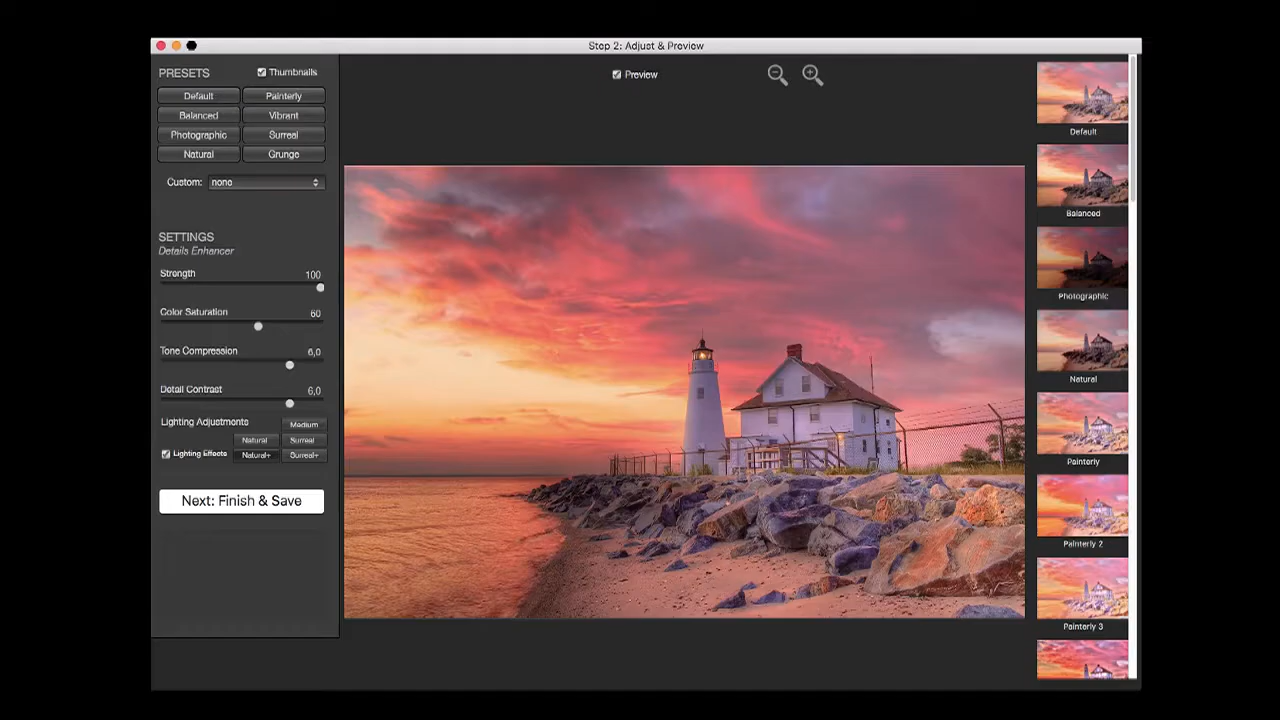 Step 2: Adjust & Preview
PRESETS
Thumbnails
Default
Painterly
Balanced
Vibrant
Photographic
Surreal
Natural
Grunge
Custom: none
SETTINGS
Details Enhancer
Strength 100
Color Saturation 60
Tone Compression 6,0
Detail Contrast 6,0
Lighting Adjustments
Medium
Natural
Surreal
Lighting Effects
Natural+
Surreal+
Next: Finish & Save
Preview
Default
Balanced
Photographic
Natural
Painterly
Painterly 2
Painterly 3